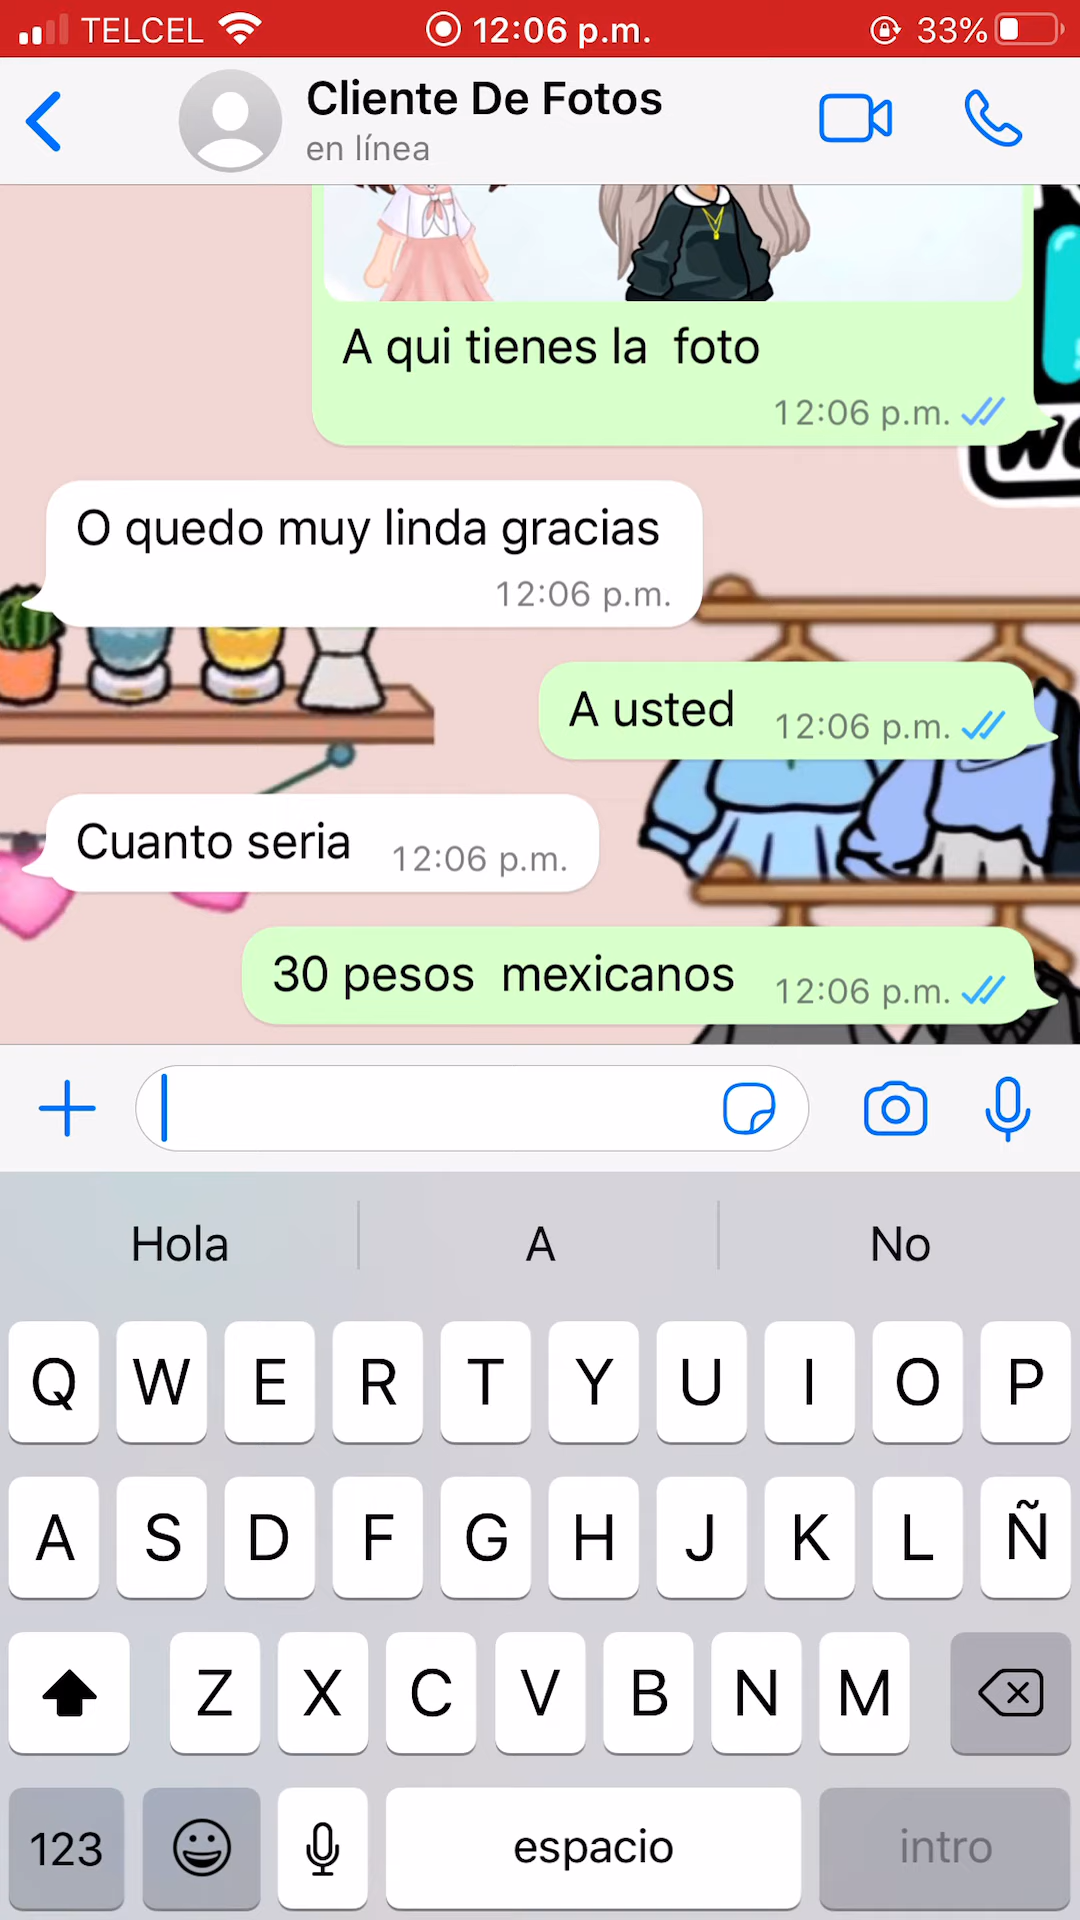 TELCEL 12:06 p.m. 33%
Cliente De Fotos
en línea
A qui tienes la foto
12:06 p.m.
O quedo muy linda gracias
12:06 p.m.
A usted 12:06 p.m.
Cuanto seria 12:06 p.m.
30 pesos mexicanos 12:06 p.m.
Hola A No
Q W E R T Y U I O P
A S D F G H J K L Ñ
Z X C V B N M
123 espacio intro